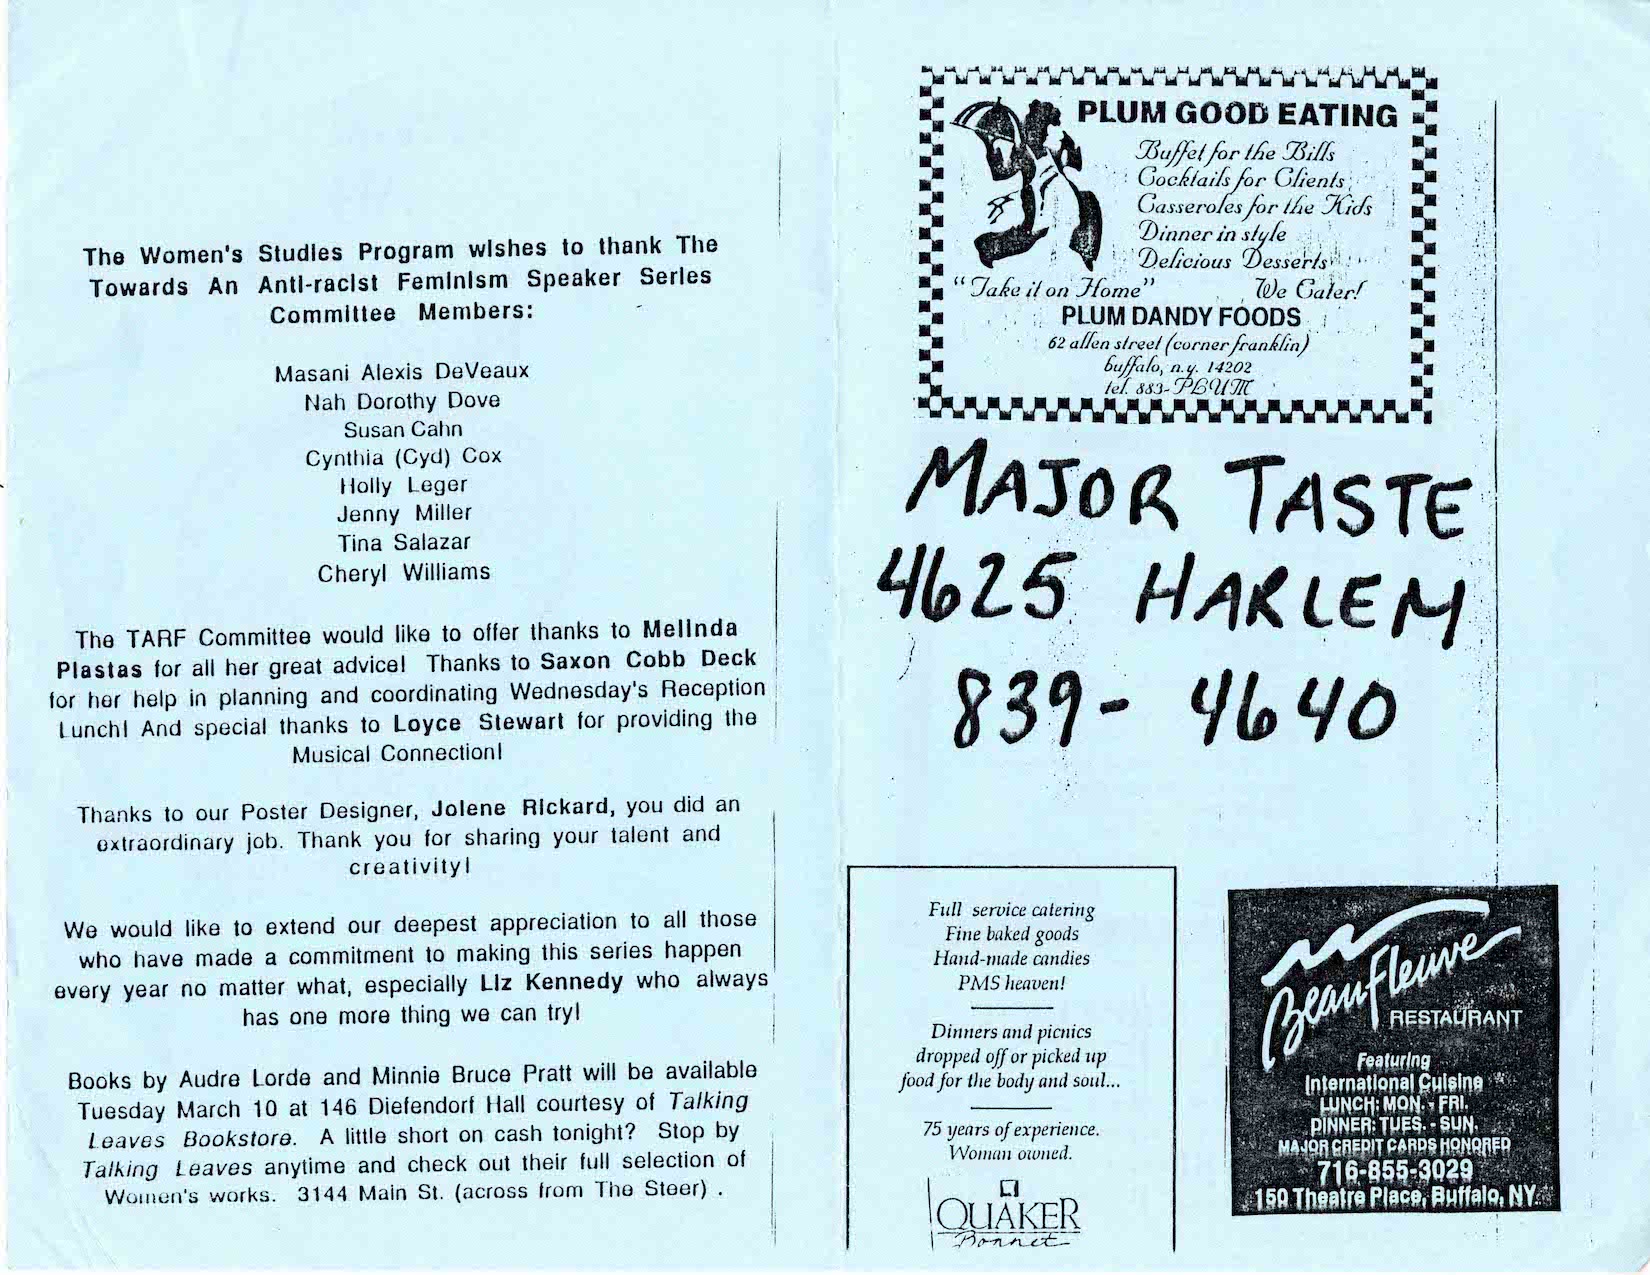 The Women's Studies Program wishes to thank The
Towards An Anti-racist Feminism Speaker Series
Committee Members:
Masani Alexis DeVeaux
Nah Dorothy Dove
Susan Cahn
Cynthia (Cyd) Cox
Holly Leger
Jenny Miller
Tina Salazar
Cheryl Williams
The TARF Committee would like to offer thanks to Melinda
Plastas for all her great advice! Thanks to Saxon Cobb Deck
for her help in planning and coordinating Wednesday's Reception
Lunch! And special thanks to Loyce Stewart for providing the
Musical Connection!
Thanks to our Poster Designer, Jolene Rickard, you did an
extraordinary job. Thank you for sharing your talent and
creativity!
We would like to extend our deepest appreciation to all those
who have made a commitment to making this series happen
every year no matter what, especially Liz Kennedy who always
has one more thing we can try!
Books by Audre Lorde and Minnie Bruce Pratt will be available
Tuesday March 10 at 146 Diefendorf Hall courtesy of Talking
Leaves Bookstore. A little short on cash tonight? Stop by
Talking Leaves anytime and check out their full selection of
Women's works. 3144 Main St. (across from The Steer) .
PLUM GOOD EATING
Buffet for the Bills
Cocktails for Clients
Casseroles for the Kids
Dinner in style
Delicious Desserts
"Take it on Home" We Cater!
PLUM DANDY FOODS
62 allen street (corner franklin)
buffalo, n.y. 14202
tel. 883-PLUM
MAJOR TASTE
4625 HARLEM
839-4640
Full service catering
Fine baked goods
Hand-made candies
PMS heaven!
Dinners and picnics
dropped off or picked up
food for the body and soul...
75 years of experience.
Woman owned.
QUAKER
Bonnet
Beau Fleuve
RESTAURANT
Featuring
International Cuisine
LUNCH: MON. - FRI.
DINNER: TUES. - SUN.
MAJOR CREDIT CARDS HONORED
716-855-3029
150 Theatre Place, Buffalo, NY